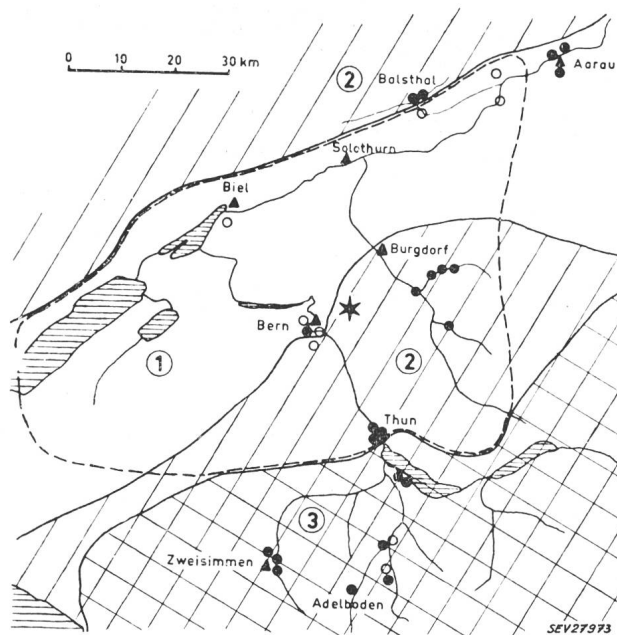 0 10 20 30 km
2
Balsthal
Aarau
Solothurn
Biel
Burgdorf
Bern
1
2
Thun
3
Zweisimmen
Adelboden
SEV27973